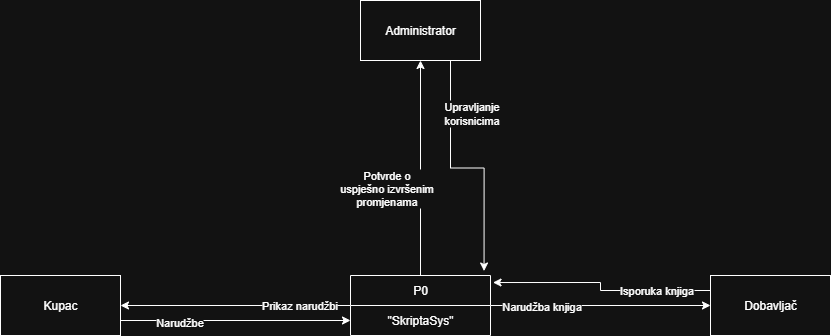 Administrator
Upravljanje
korisnicima
Potvrde o
uspješno izvršenim
promjenama
Kupac
Prikaz narudžbi
Narudžbe
P0
"SkriptaSys"
Isporuka knjiga
Narudžba knjiga
Dobavljač